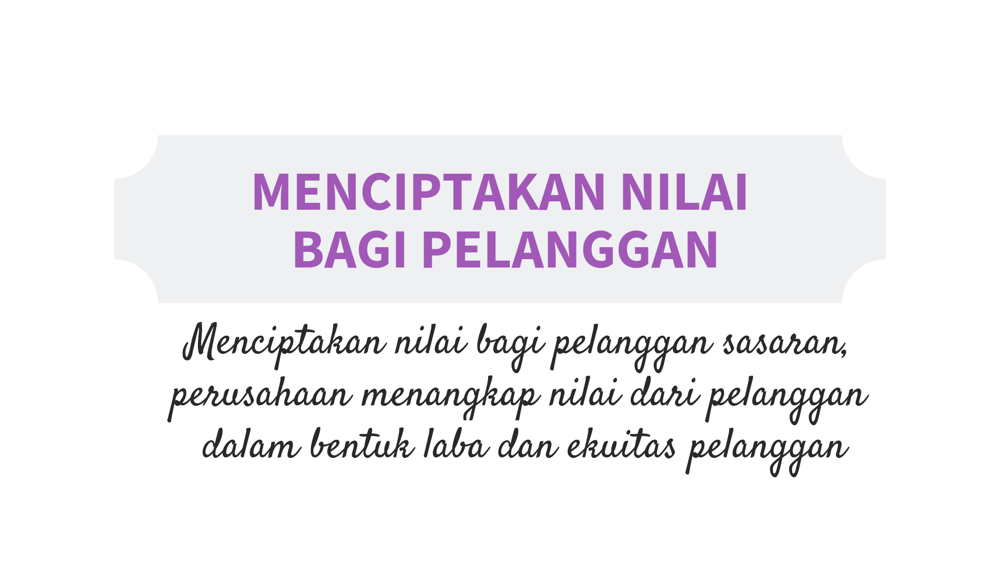 MENCIPTAKAN NILAI
BAGI PELANGGAN
Menciptakan nilai bagi pelanggan sasaran,
perusahaan menangkap nilai dari pelanggan
dalam bentuk laba dan ekuitas pelanggan